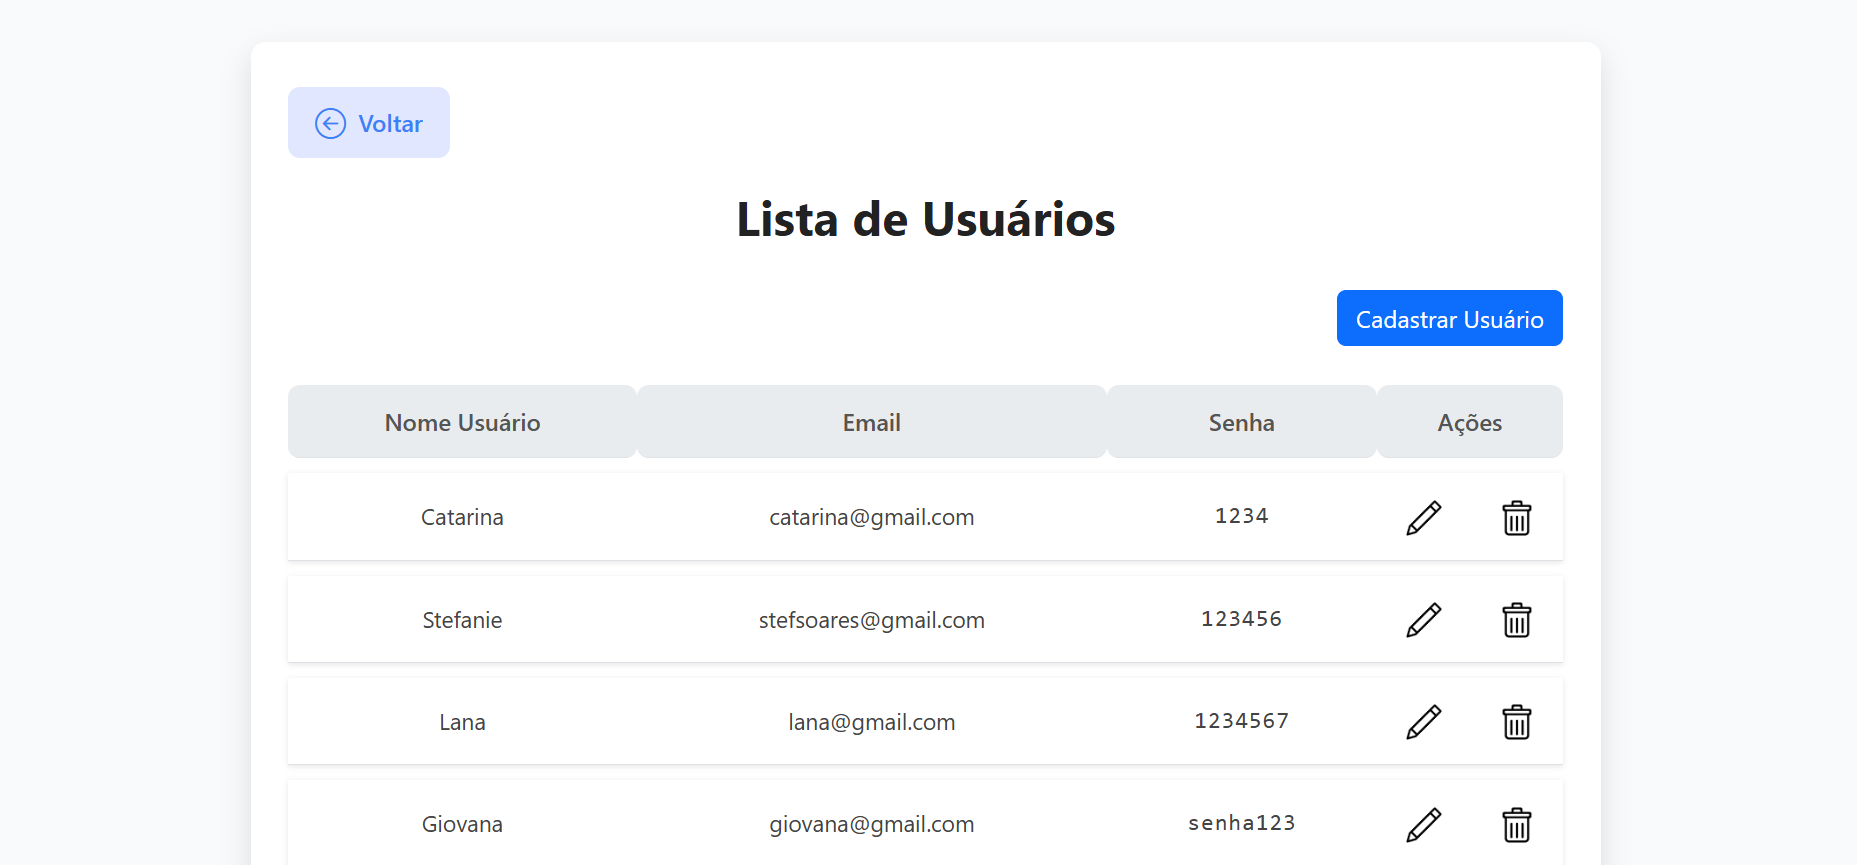 Voltar
Lista de Usuários
Cadastrar Usuário
Nome Usuário Email Senha Ações
Catarina catarina@gmail.com 1234
Stefanie stefsoares@gmail.com 123456
Lana lana@gmail.com 1234567
Giovana giovana@gmail.com senha123